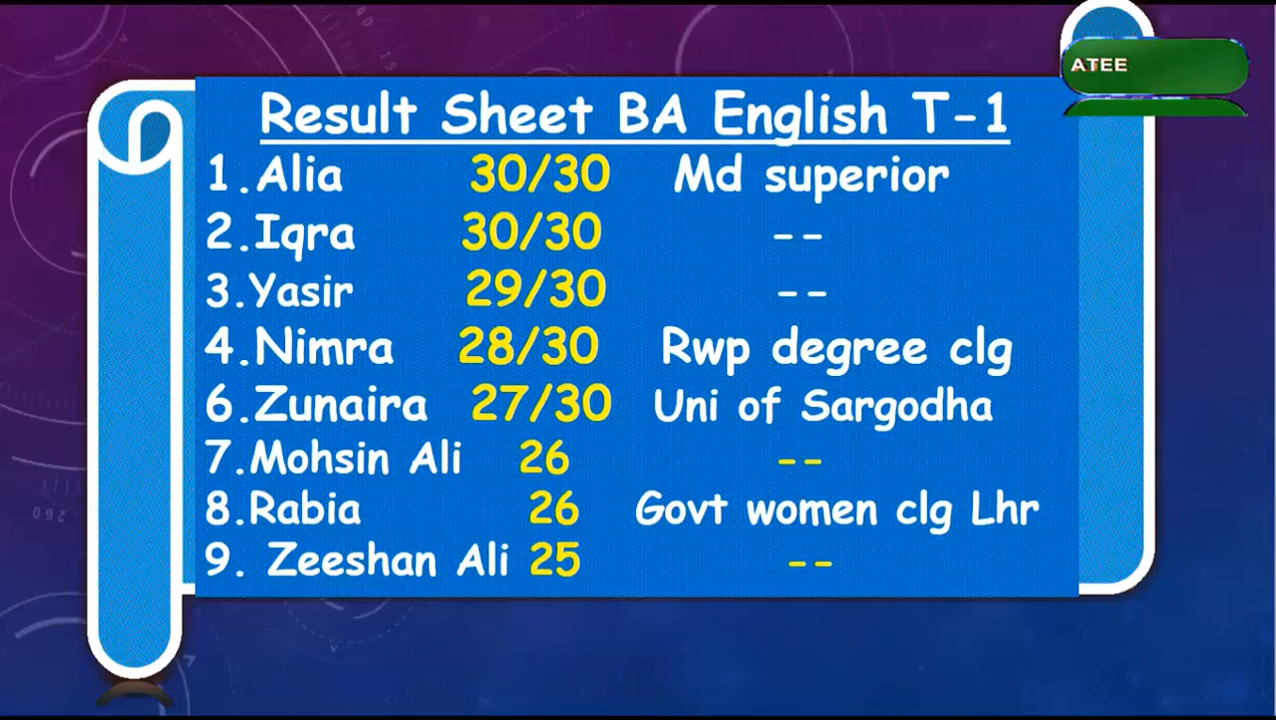 ATEE
Result Sheet BA English T-1
1.Alia 30/30 Md superior
2.Iqra 30/30 --
3.Yasir 29/30 --
4.Nimra 28/30 Rwp degree clg
6.Zunaira 27/30 Uni of Sargodha
7.Mohsin Ali 26 --
8.Rabia 26 Govt women clg Lhr
9. Zeeshan Ali 25 --
260